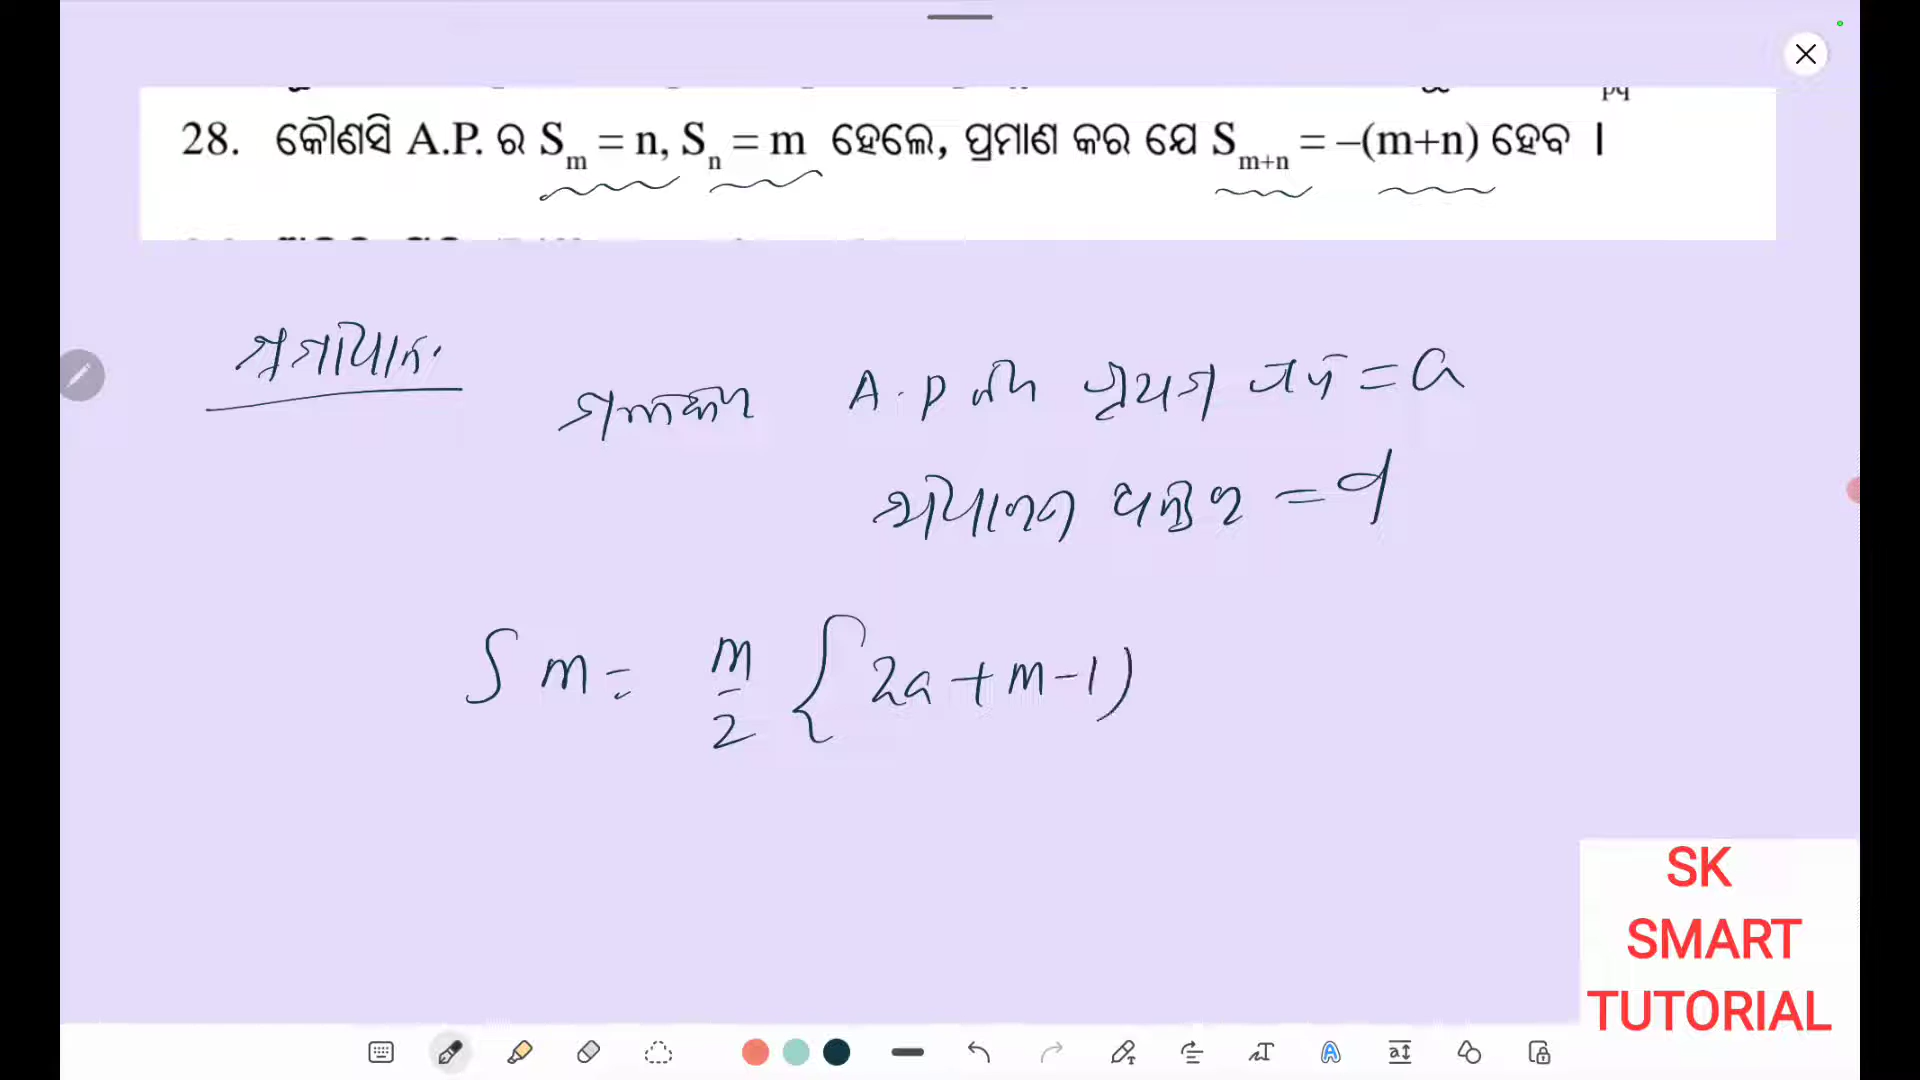 28. କୌଣସି A.P. ର Sm = n, Sn = m ହେଲେ, ପ୍ରମାଣ କର ଯେ Sm+n = –(m+n) ହେବ ।
ସମାଧାନ
ମନେକର A.P ର ପ୍ରଥମ ପଦ = a
ସାଧାରଣ ଅନ୍ତର = d
Sm = m/2 { 2a + m-1)
SK
SMART
TUTORIAL